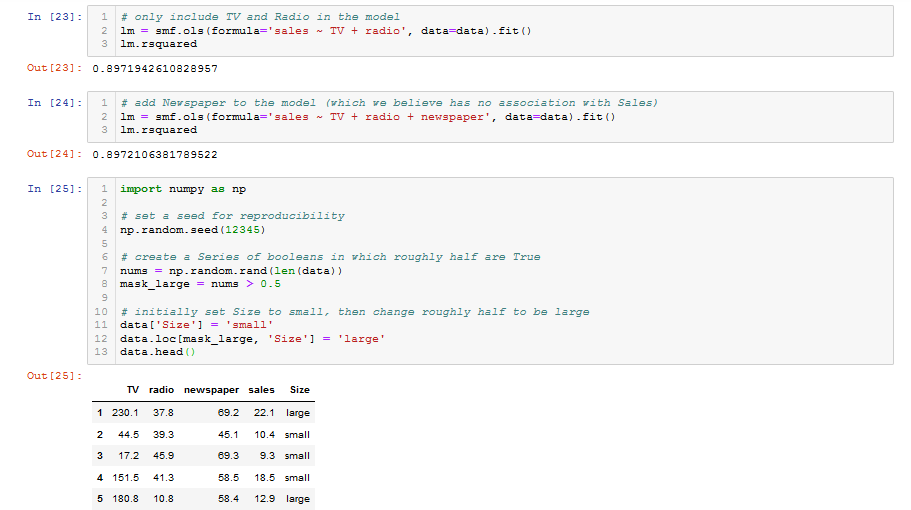 In [23]: 1 # only include TV and Radio in the model
2 lm = smf.ols(formula='sales ~ TV + radio', data=data).fit()
3 lm.rsquared
Out[23]: 0.8971942610828957
In [24]: 1 # add Newspaper to the model (which we believe has no association with Sales)
2 lm = smf.ols(formula='sales ~ TV + radio + newspaper', data=data).fit()
3 lm.rsquared
Out[24]: 0.8972106381789522
In [25]: 1 import numpy as np
2
3 # set a seed for reproducibility
4 np.random.seed(12345)
5
6 # create a Series of booleans in which roughly half are True
7 nums = np.random.rand(len(data))
8 mask_large = nums > 0.5
9
10 # initially set Size to small, then change roughly half to be large
11 data['Size'] = 'small'
12 data.loc[mask_large, 'Size'] = 'large'
13 data.head()
Out[25]:
TV radio newspaper sales Size
1 230.1 37.8 69.2 22.1 large
2 44.5 39.3 45.1 10.4 small
3 17.2 45.9 69.3 9.3 small
4 151.5 41.3 58.5 18.5 small
5 180.8 10.8 58.4 12.9 large